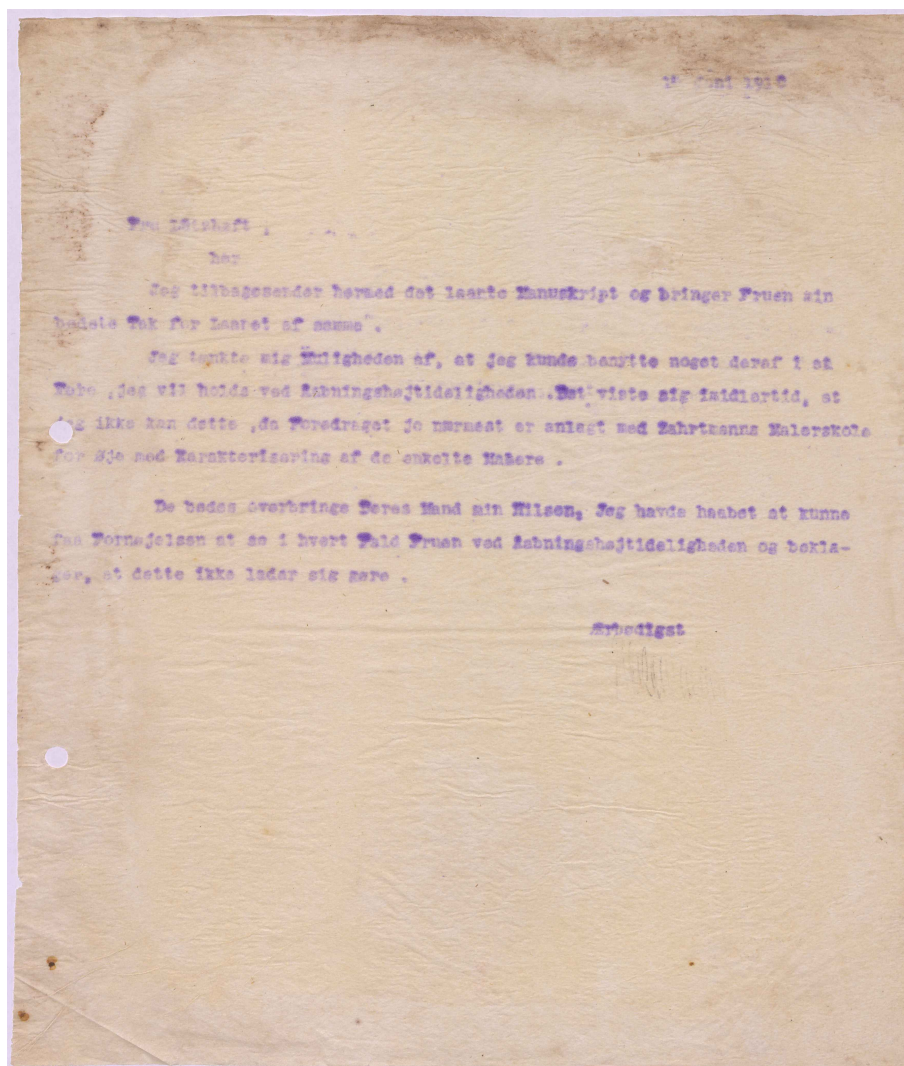 Juni 1910
Fru
her
Jeg tilbagesender hermed det laante Manuskript og bringer Fruen min
bedste Tak for Laanet af samme .
Jeg tænkte mig Muligheden af, at jeg kunde benytte noget deraf i et
jeg vil holde ved Aabningshøjtideligheden .Det viste sig imidlertid, at
jeg ikke kan dette ,da Foredraget jo nærmest er anlagt med Zahrtmanns Malerskole
for Øje med Karakterisering af de enkelte Malere .
De bedes overbringe Deres Mand min Hilsen, Jeg havde haabet at kunne
faa Fornøjelsen at se i hvert Fald Fruen ved Aabningshøjtideligheden og bekla-
ger, at dette ikke lader sig gøre .
Ærbødigst